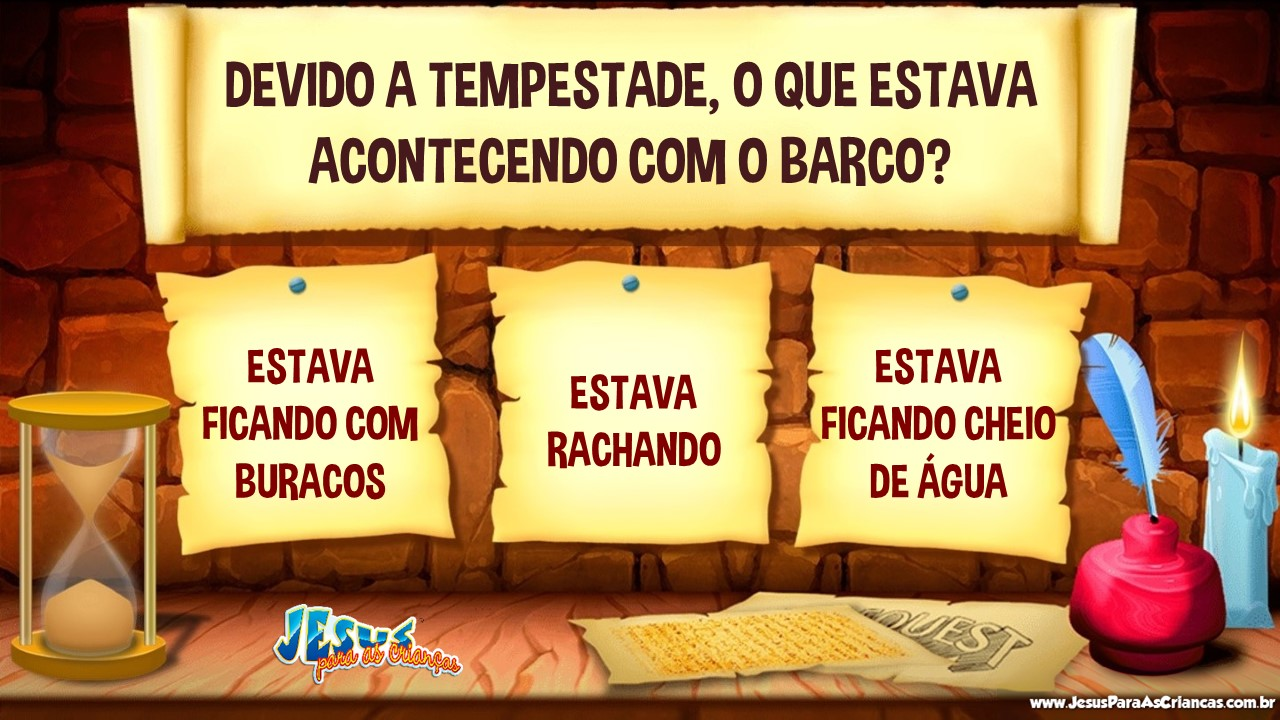 DEVIDO A TEMPESTADE, O QUE ESTAVA
ACONTECENDO COM O BARCO?
ESTAVA
FICANDO COM
BURACOS
ESTAVA
RACHANDO
ESTAVA
FICANDO CHEIO
DE ÁGUA
JESUS
para as crianças
QUEST
www.JesusParaAsCriancas.com.br